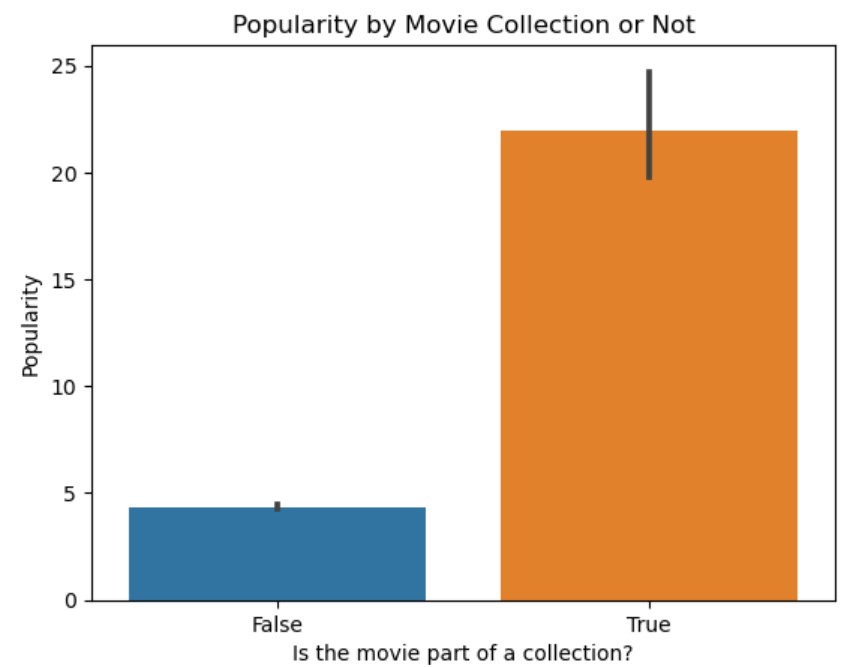 Popularity by Movie Collection or Not
25
20
15
10
5
0
Popularity
False
True
Is the movie part of a collection?